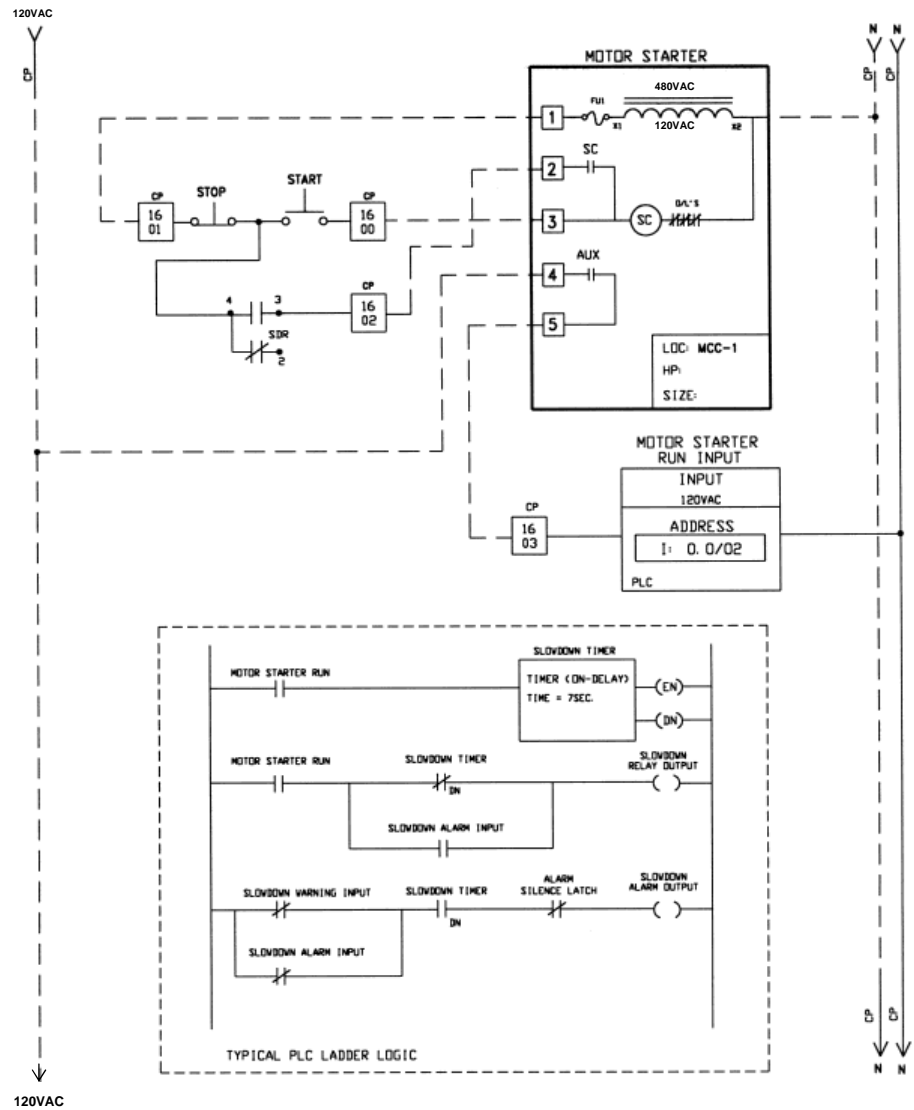 120VAC
N N
CP
CP CP
MOTOR STARTER
480VAC
1
FU1
X1
120VAC
X2
2
SC
STOP
START
CP
16
01
CP
16
00
3
SC
O/L'S
4
AUX
CP
16
02
4
3
SDR
2
5
LOC: MCC-1
HP:
SIZE:
MOTOR STARTER
RUN INPUT
INPUT
120VAC
CP
16
03
ADDRESS
I: 0.0/02
PLC
SLOWDOWN TIMER
MOTOR STARTER RUN
TIMER (ON-DELAY)
TIME = 7SEC.
(EN)
(DN)
MOTOR STARTER RUN
SLOWDOWN TIMER
DN
SLOWDOWN
RELAY OUTPUT
SLOWDOWN ALARM INPUT
SLOWDOWN WARNING INPUT
SLOWDOWN TIMER
DN
ALARM
SILENCE LATCH
SLOWDOWN
ALARM OUTPUT
SLOWDOWN ALARM INPUT
TYPICAL PLC LADDER LOGIC
CP CP
N N
120VAC